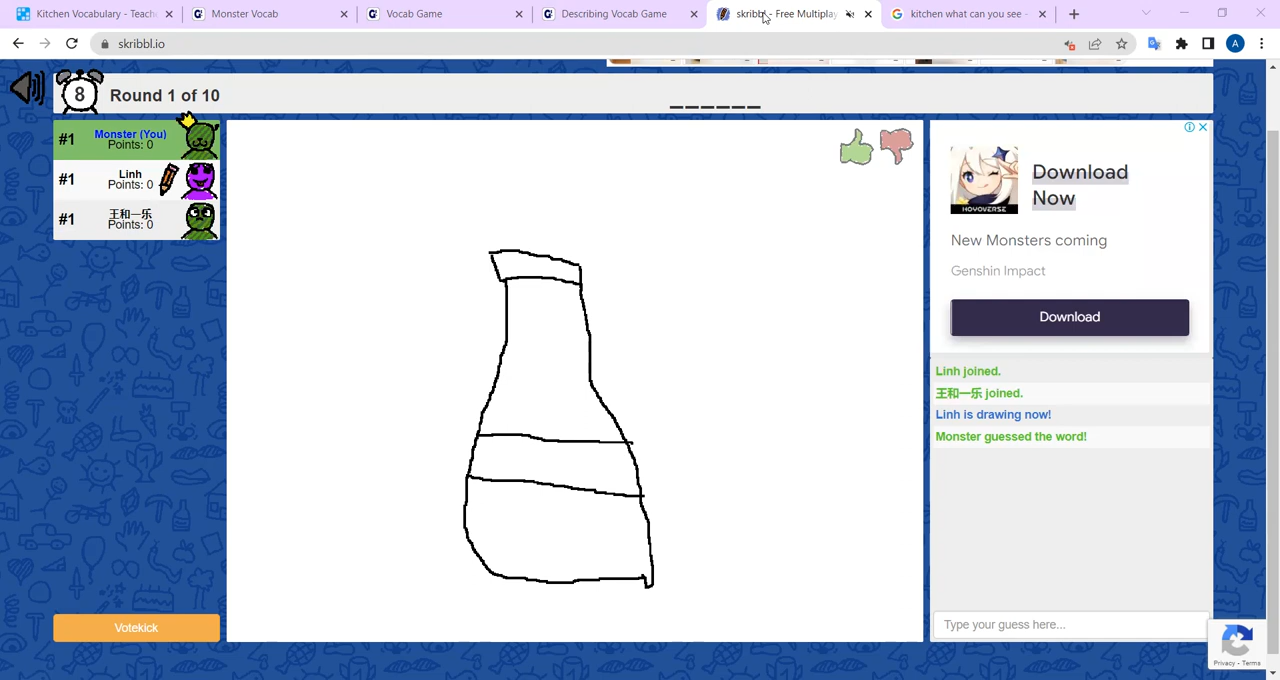 Kitchen Vocabulary - Teach
Monster Vocab
Vocab Game
Describing Vocab Game
skribbl - Free Multiplay
kitchen what can you see -
skribbl.io
A
8
Round 1 of 10
#1
Monster (You)
Points: 0
#1
Linh
Points: 0
#1
王和一乐
Points: 0
Download
Now
HOYOVERSE
New Monsters coming
Genshin Impact
Download
Linh joined.
王和一乐 joined.
Linh is drawing now!
Monster guessed the word!
Type your guess here...
Votekick
Privacy - Terms